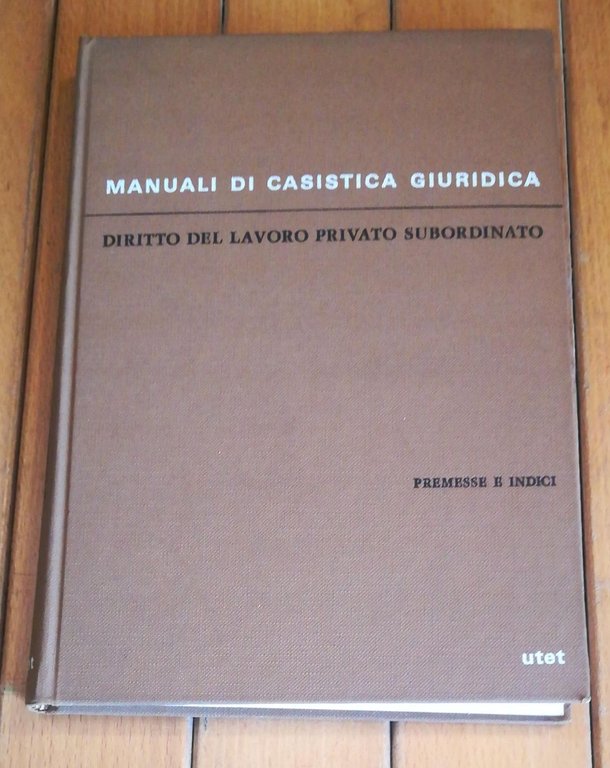 MANUALI DI CASISTICA GIURIDICA
DIRITTO DEL LAVORO PRIVATO SUBORDINATO
PREMESSE E INDICI
utet